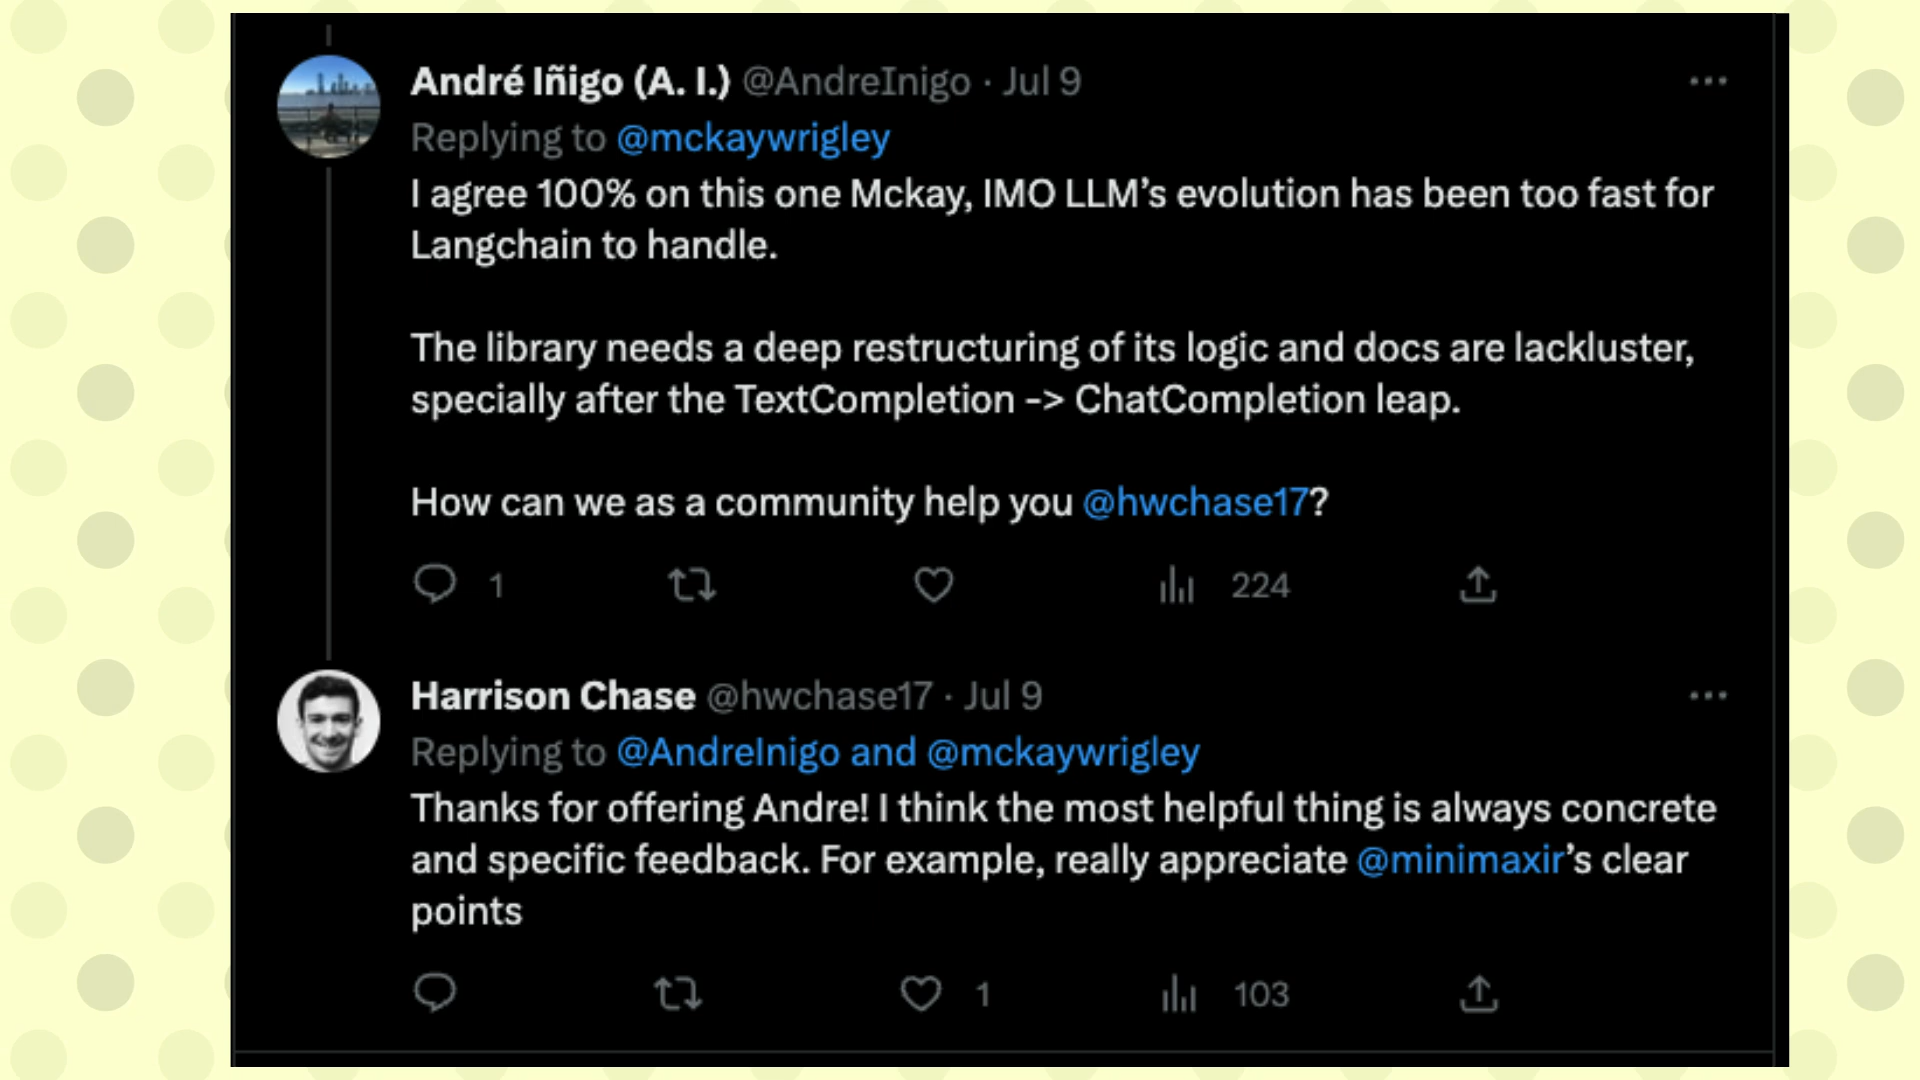 André Iñigo (A. I.) @AndreInigo · Jul 9
Replying to @mckaywrigley
I agree 100% on this one Mckay, IMO LLM’s evolution has been too fast for
Langchain to handle.
The library needs a deep restructuring of its logic and docs are lackluster,
specially after the TextCompletion -> ChatCompletion leap.
How can we as a community help you @hwchase17?
1 224
Harrison Chase @hwchase17 · Jul 9
Replying to @AndreInigo and @mckaywrigley
Thanks for offering Andre! I think the most helpful thing is always concrete
and specific feedback. For example, really appreciate @minimaxir’s clear
points
1 103